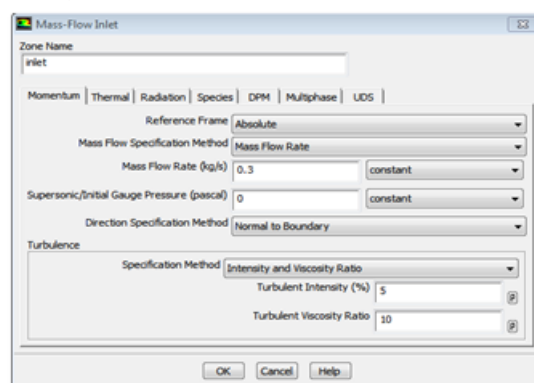 Mass-Flow Inlet
Zone Name
inlet
Momentum Thermal Radiation Species DPM Multiphase UDS
Reference Frame Absolute
Mass Flow Specification Method Mass Flow Rate
Mass Flow Rate (kg/s) 0.3 constant
Supersonic/Initial Gauge Pressure (pascal) 0 constant
Direction Specification Method Normal to Boundary
Turbulence
Specification Method Intensity and Viscosity Ratio
Turbulent Intensity (%) 5 P
Turbulent Viscosity Ratio 10 P
OK Cancel Help